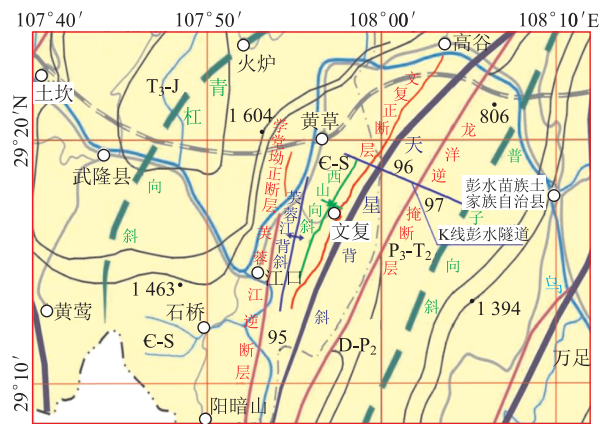 107°40′
107°50′
108°00′
108°10′E
29°20′N
29°10′
火炉
高谷
土坎
T₃-J
青杠向斜
1 604
黄草
武隆县
学堂坳正断层
文复正断层
Є-S
西山向斜
芙蓉江背斜
天星背斜
96
97
龙洋逆掩断层
806
普子向斜
彭水苗族土
家族自治县
K线彭水隧道
文复
P₃-T₂
芙蓉江逆断层
江口
1 463
黄莺
石桥
Є-S
95
D-P₂
1 394
乌
万足
阳暗山